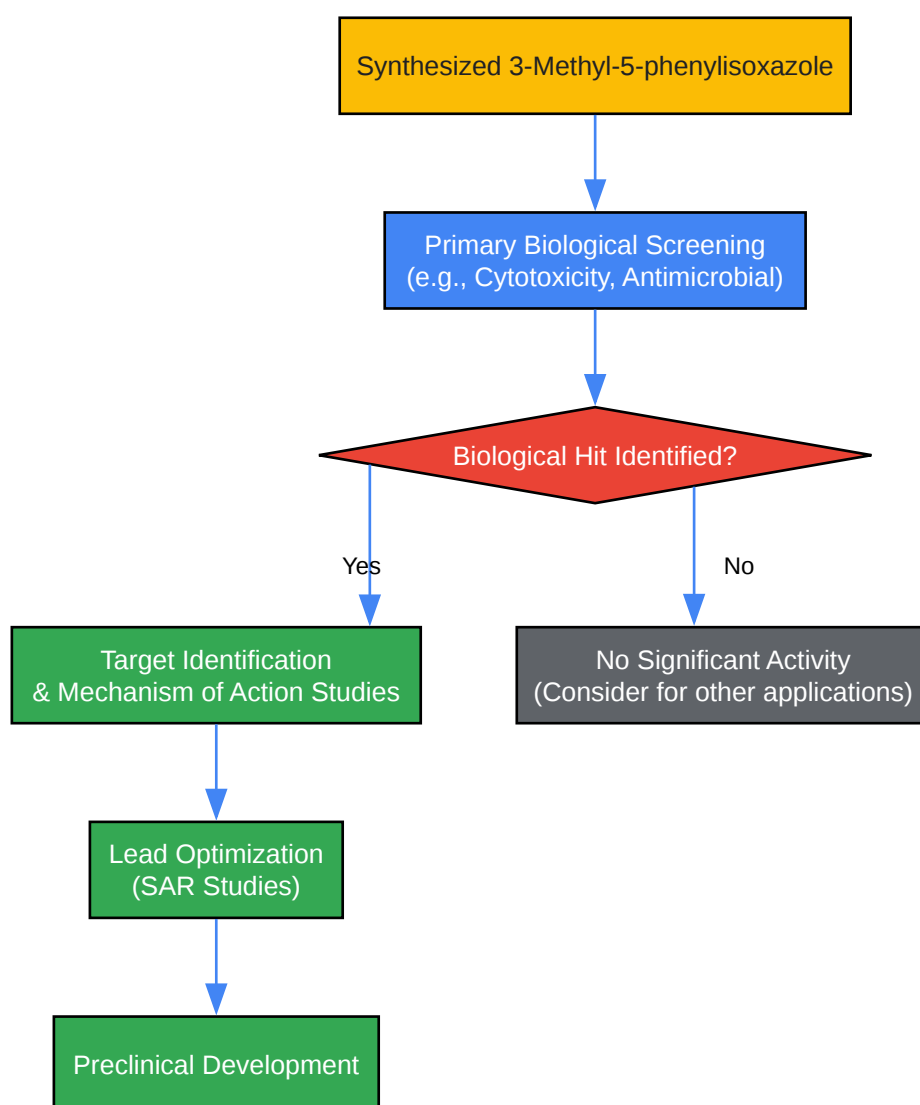 Synthesized 3-Methyl-5-phenylisoxazole
Primary Biological Screening
(e.g., Cytotoxicity, Antimicrobial)
Biological Hit Identified?
Yes
No
Target Identification
& Mechanism of Action Studies
No Significant Activity
(Consider for other applications)
Lead Optimization
(SAR Studies)
Preclinical Development